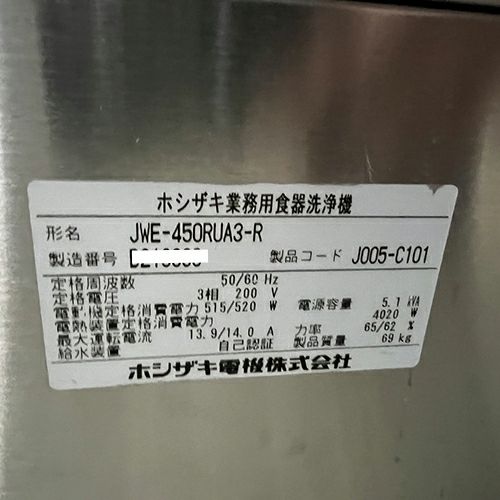 ホシザキ業務用食器洗浄機
形名 JWE-450RUA3-R
製造番号 製品コード J005-C101
定格周波数 50/60 Hz
定格電圧 3相 200 V
電動機定格消費電力 515/520 W 電源容量 5.1 kVA
電熱装置定格消費電力 4020 W
最大運転電流 13.9/14.0 A 力率 65/62 %
給水装置 自己認証 製品質量 69 kg
ホシザキ電機株式会社